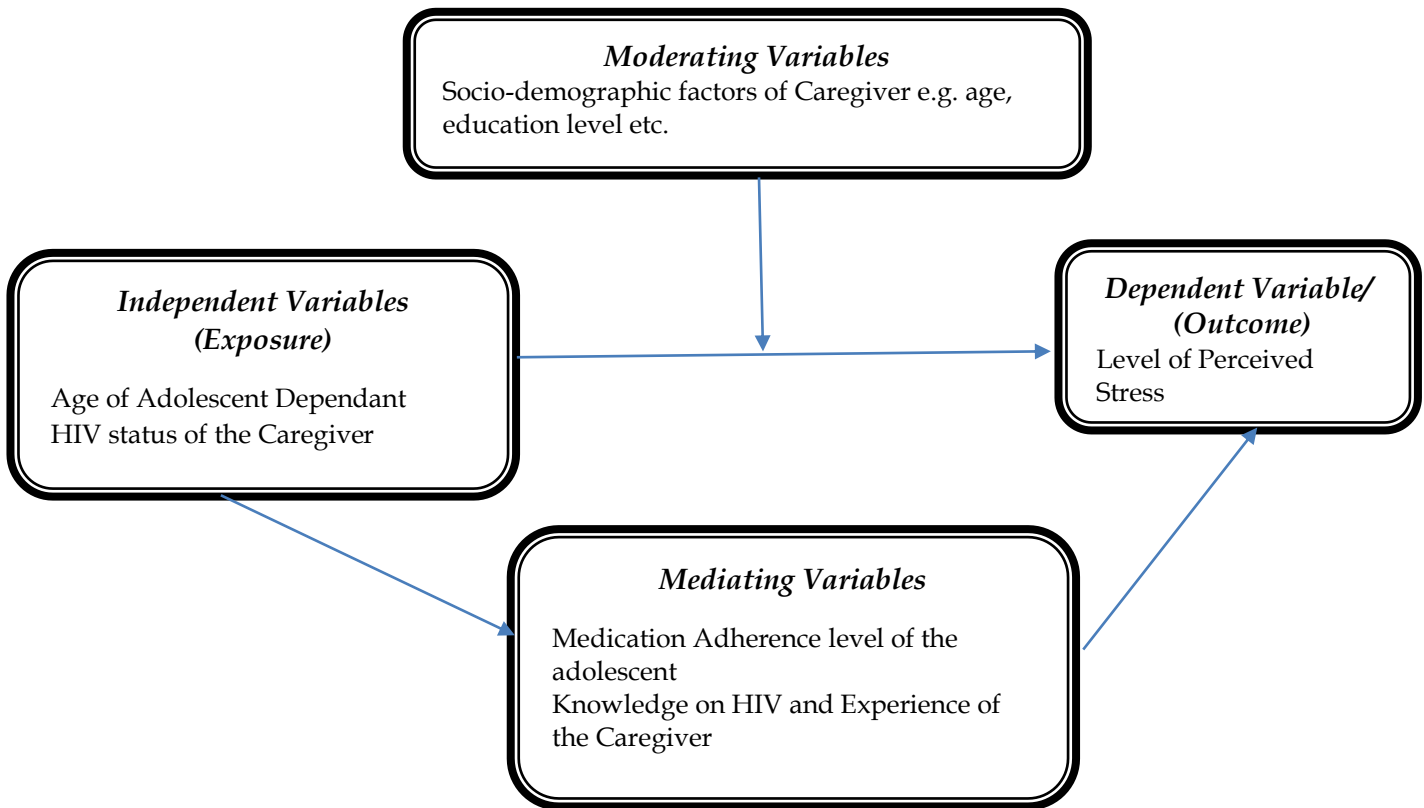 Moderating Variables
Socio-demographic factors of Caregiver e.g. age,
education level etc.
Independent Variables
(Exposure)
Age of Adolescent Dependant
HIV status of the Caregiver
Dependent Variable/
(Outcome)
Level of Perceived
Stress
Mediating Variables
Medication Adherence level of the
adolescent
Knowledge on HIV and Experience of
the Caregiver